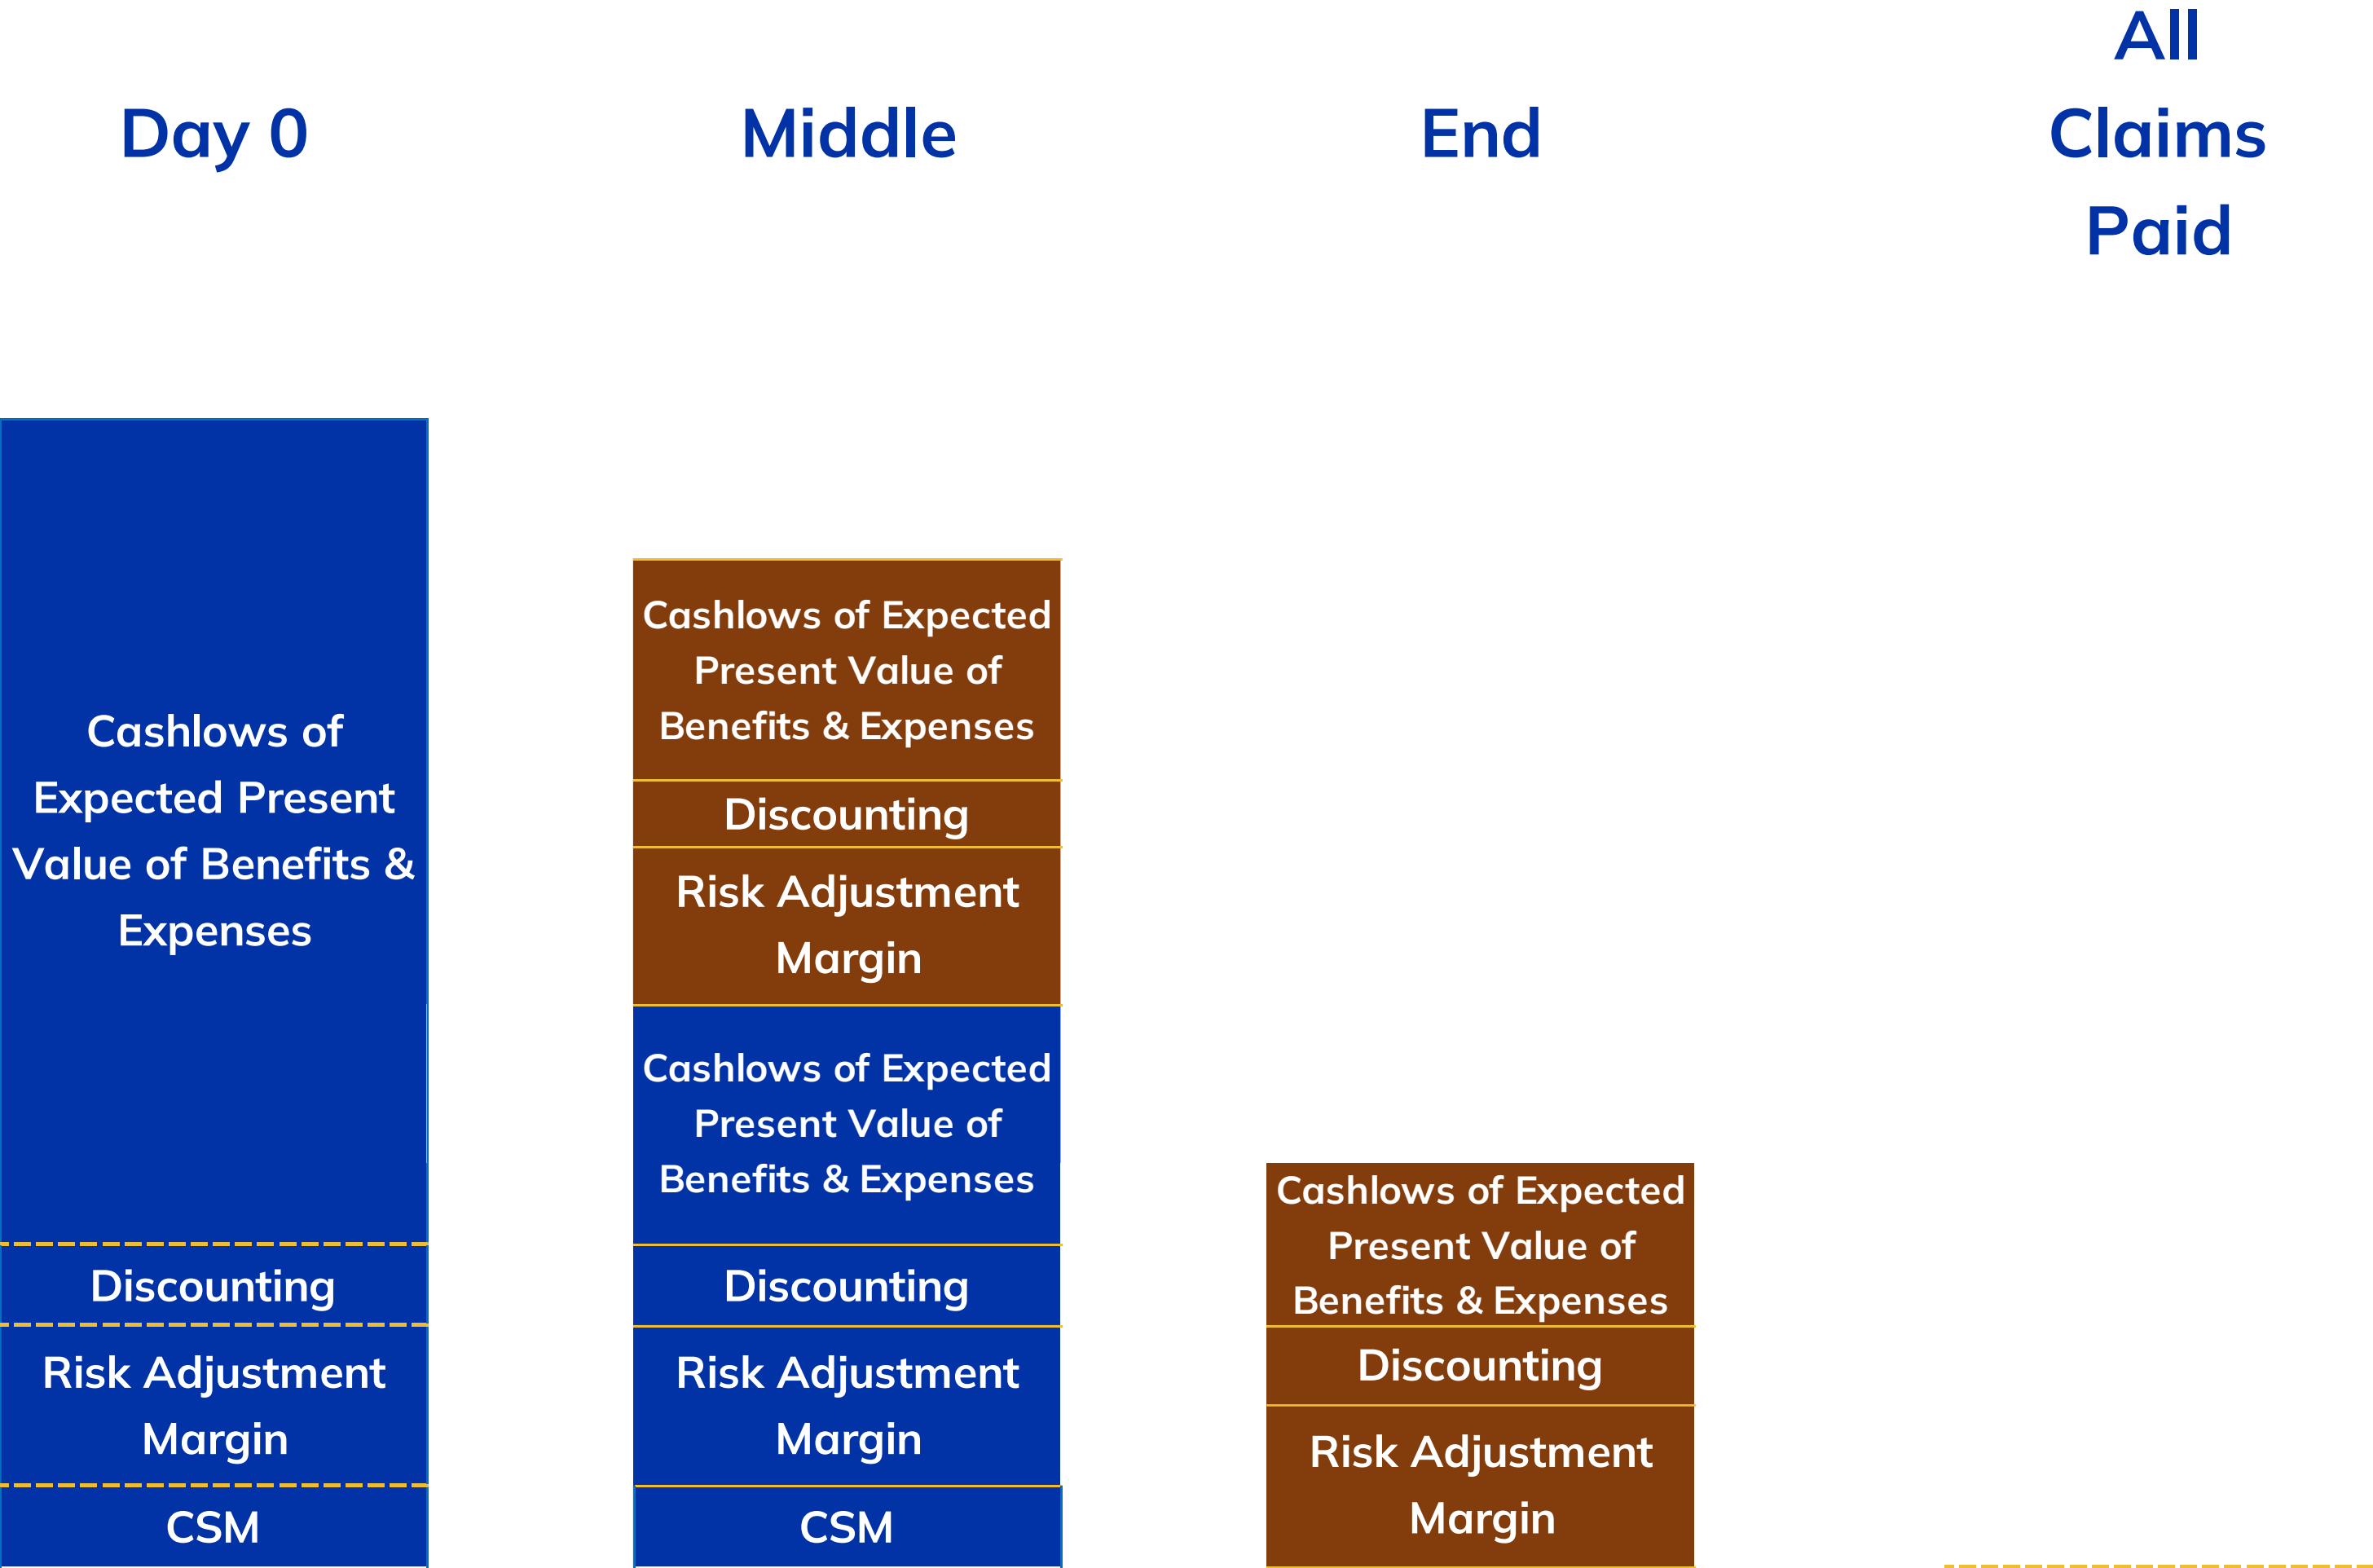 Day 0
Middle
End
All
Claims
Paid
Cashlows of
Expected Present
Value of Benefits &
Expenses
Discounting
Risk Adjustment
Margin
CSM
Cashlows of Expected
Present Value of
Benefits & Expenses
Discounting
Risk Adjustment
Margin
Cashlows of Expected
Present Value of
Benefits & Expenses
Discounting
Risk Adjustment
Margin
CSM
Cashlows of Expected
Present Value of
Benefits & Expenses
Discounting
Risk Adjustment
Margin